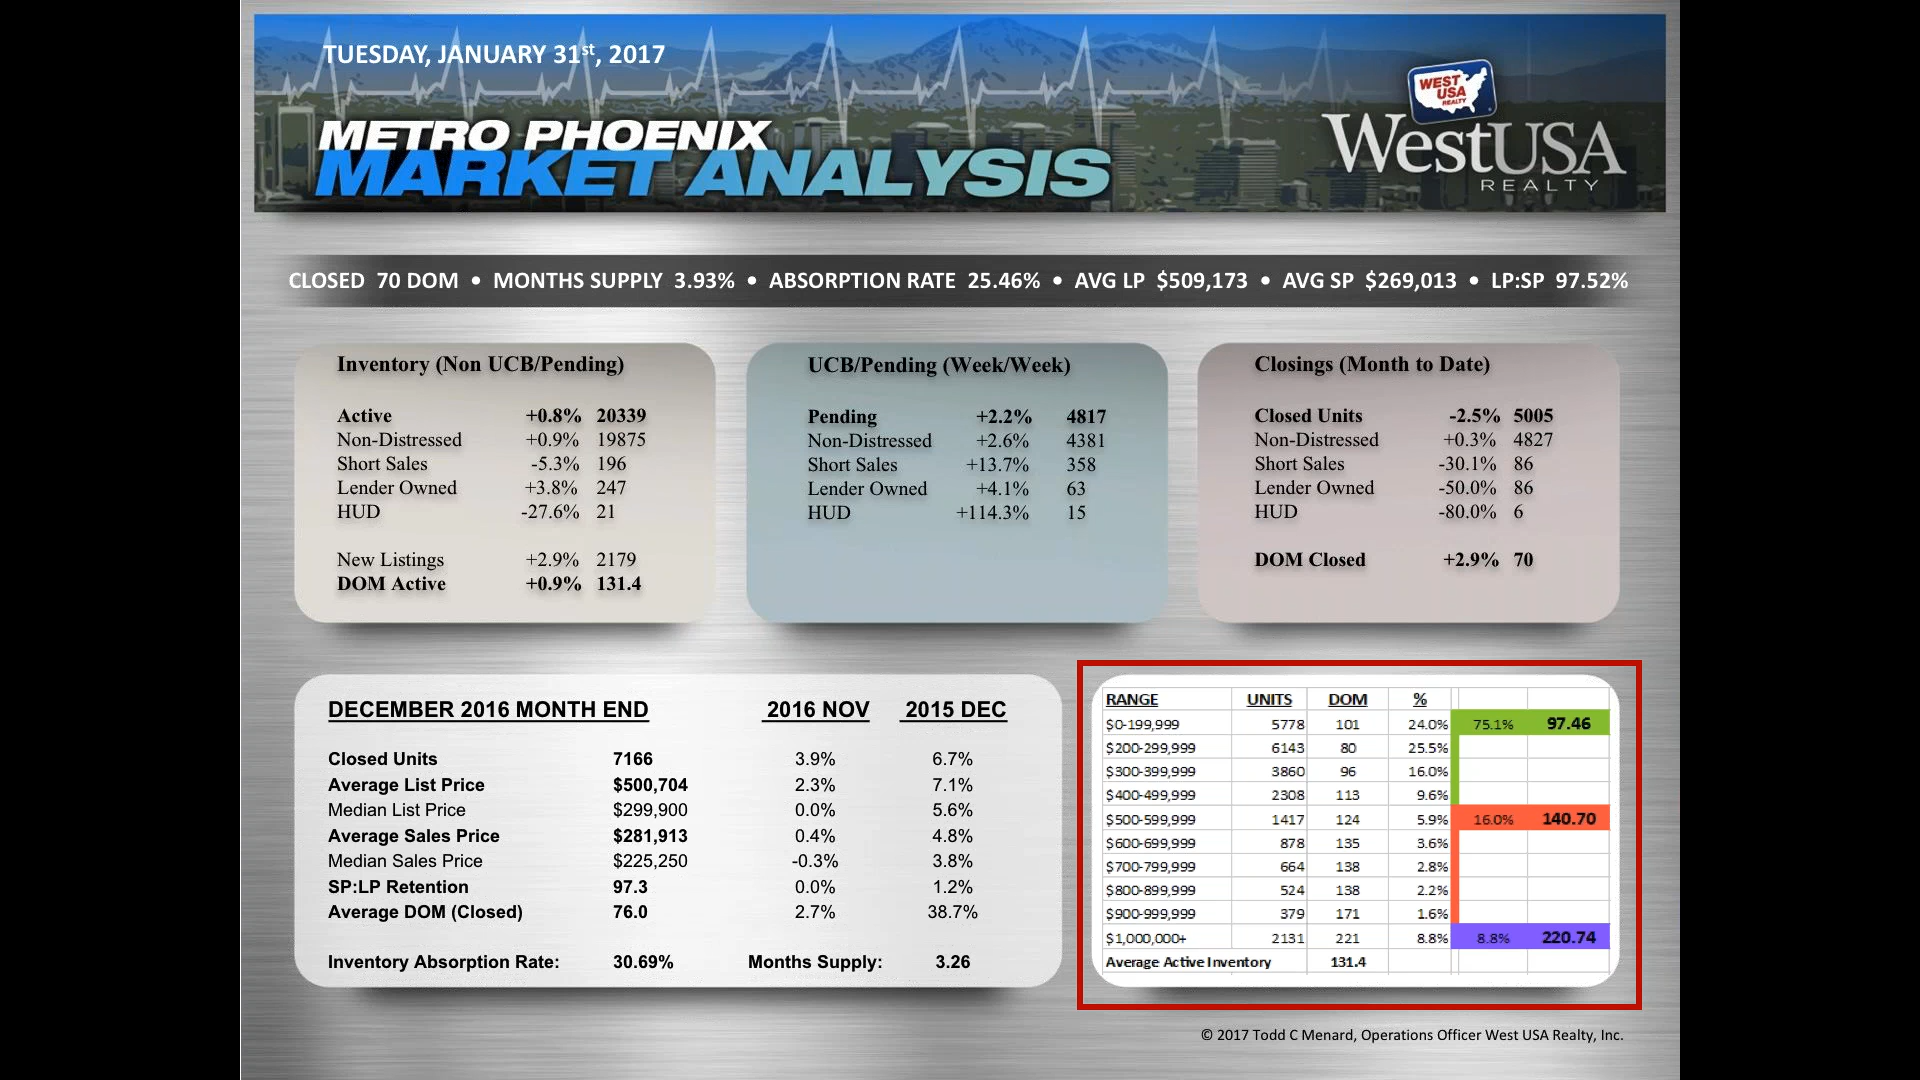 TUESDAY, JANUARY 31st, 2017
WEST
USA
REALTY
METRO PHOENIX
MARKET ANALYSIS
WestUSA
REALTY
CLOSED 70 DOM • MONTHS SUPPLY 3.93% • ABSORPTION RATE 25.46% • AVG LP $509,173 • AVG SP $269,013 • LP:SP 97.52%
Inventory (Non UCB/Pending)
Active +0.8% 20339
Non-Distressed +0.9% 19875
Short Sales -5.3% 196
Lender Owned +3.8% 247
HUD -27.6% 21
New Listings +2.9% 2179
DOM Active +0.9% 131.4
UCB/Pending (Week/Week)
Pending +2.2% 4817
Non-Distressed +2.6% 4381
Short Sales +13.7% 358
Lender Owned +4.1% 63
HUD +114.3% 15
Closings (Month to Date)
Closed Units -2.5% 5005
Non-Distressed +0.3% 4827
Short Sales -30.1% 86
Lender Owned -50.0% 86
HUD -80.0% 6
DOM Closed +2.9% 70
DECEMBER 2016 MONTH END 2016 NOV 2015 DEC
Closed Units 7166 3.9% 6.7%
Average List Price $500,704 2.3% 7.1%
Median List Price $299,900 0.0% 5.6%
Average Sales Price $281,913 0.4% 4.8%
Median Sales Price $225,250 -0.3% 3.8%
SP:LP Retention 97.3 0.0% 1.2%
Average DOM (Closed) 76.0 2.7% 38.7%
Inventory Absorption Rate: 30.69% Months Supply: 3.26
RANGE UNITS DOM %
$0-199,999 5778 101 24.0% 75.1% 97.46
$200-299,999 6143 80 25.5%
$300-399,999 3860 96 16.0%
$400-499,999 2308 113 9.6%
$500-599,999 1417 124 5.9% 16.0% 140.70
$600-699,999 878 135 3.6%
$700-799,999 664 138 2.8%
$800-899,999 524 138 2.2%
$900-999,999 379 171 1.6%
$1,000,000+ 2131 221 8.8% 8.8% 220.74
Average Active Inventory 131.4
© 2017 Todd C Menard, Operations Officer West USA Realty, Inc.